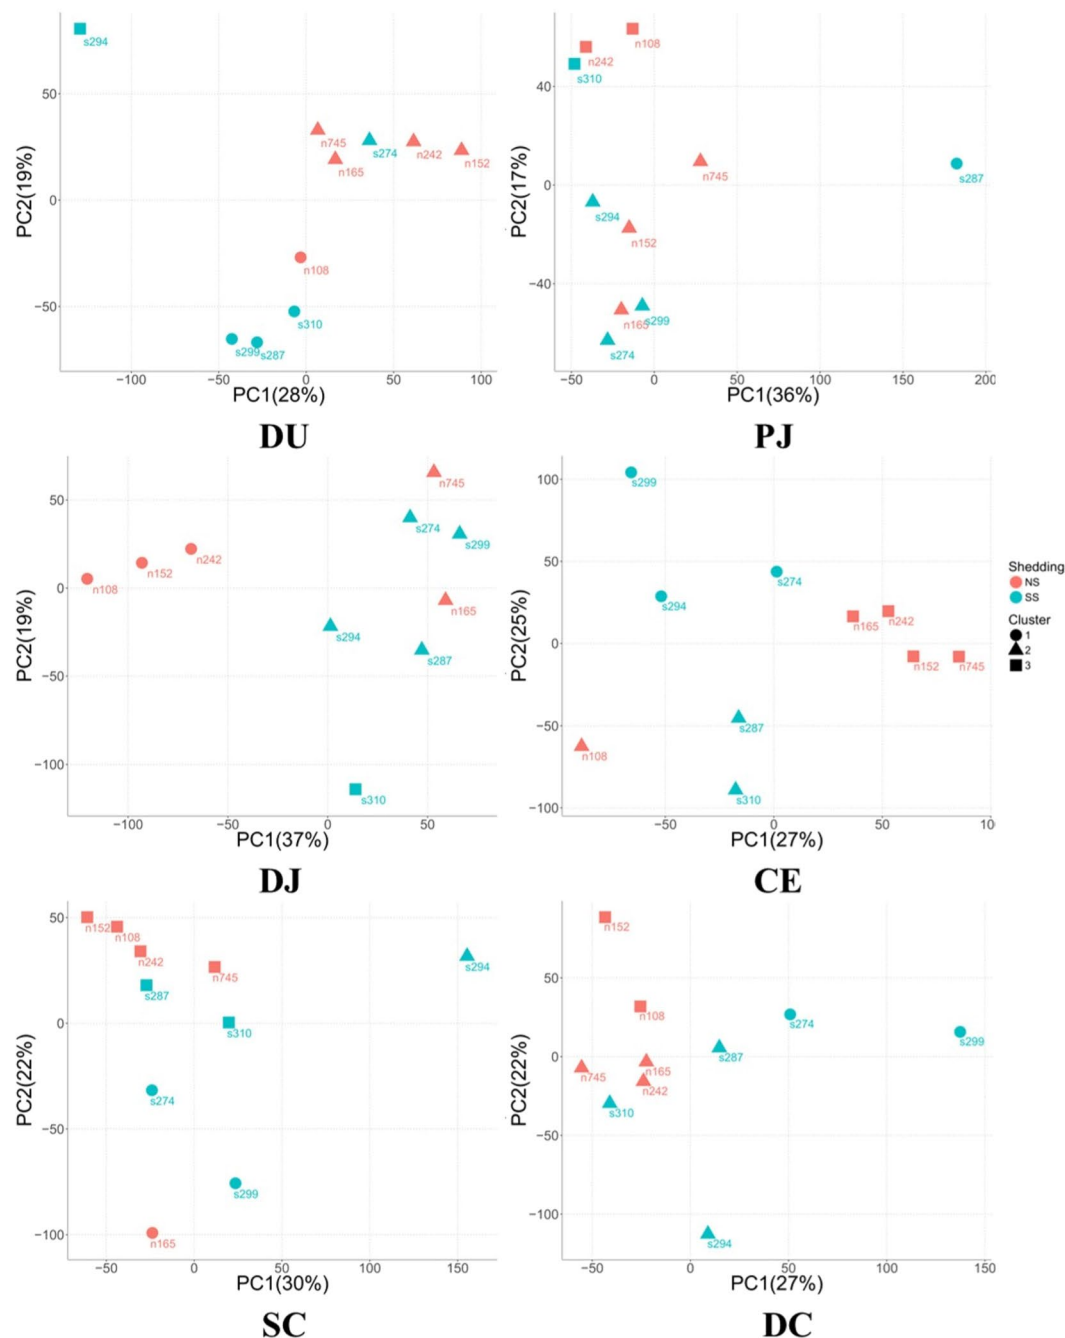 s294
50
n745
s274
n242
n152
n165
0
n108
−50
s310
s299
s287
−100
−50
0
50
100
PC2(19%)
PC1(28%)
DU
n108
n242
s310
40
n745
s287
0
s294
n152
−40
n165
s299
s274
−50
0
50
100
150
200
PC2(17%)
PC1(36%)
PJ
n745
50
s274
s299
n242
n152
n108
0
n165
s294
s287
−50
−100
s310
−100
−50
0
50
PC2(19%)
PC1(37%)
DJ
100
s299
50
s274
s294
n165
n242
0
n152
n745
−50
s287
n108
s310
−100
−50
0
50
10
PC2(25%)
PC1(27%)
CE
Shedding
NS
SS
Cluster
1
2
3
50
n152
n108
n242
n745
s294
s287
0
s310
s274
−50
s299
−100
n165
−50
0
50
100
150
PC2(22%)
PC1(30%)
SC
n152
50
n108
s274
s299
s287
0
n165
n745
n242
s310
−50
−100
s294
−50
0
50
100
150
PC2(22%)
PC1(27%)
DC